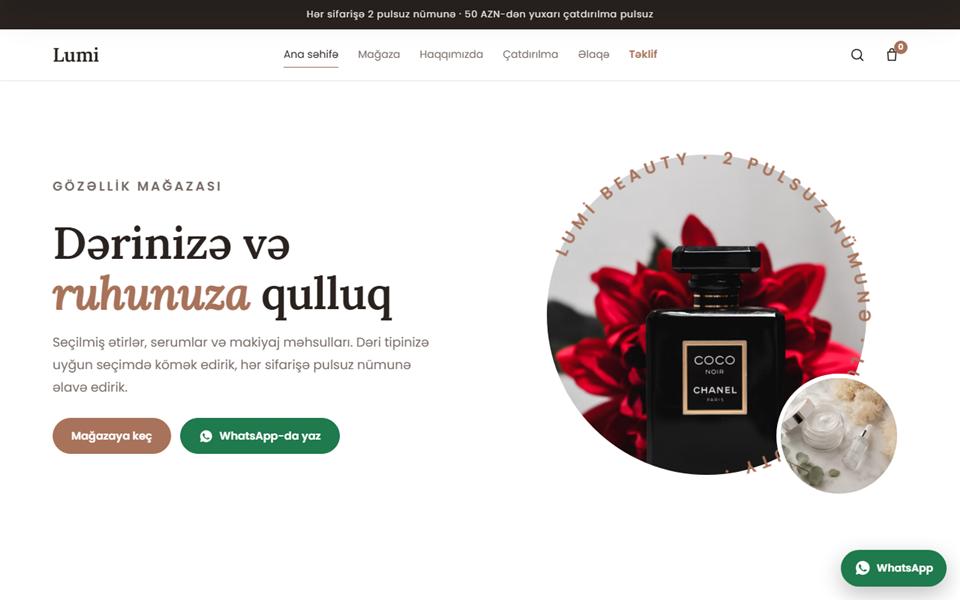 Hər sifarişə 2 pulsuz nümunə · 50 AZN-dən yuxarı çatdırılma pulsuz
Lumi
Ana səhifə
Mağaza
Haqqımızda
Çatdırılma
Əlaqə
Təklif
0
GÖZƏLLİK MAĞAZASI
Dərinizə və
ruhunuza qulluq
Seçilmiş ətirlər, serumlar və makiyaj məhsulları. Dəri tipinizə
uyğun seçimdə kömək edirik, hər sifarişə pulsuz nümunə
əlavə edirik.
Mağazaya keç
WhatsApp-da yaz
LUMİ BEAUTY · 2 PULSUZ NÜMUNƏ ·
COCO
NOIR
CHANEL
PARIS
WhatsApp